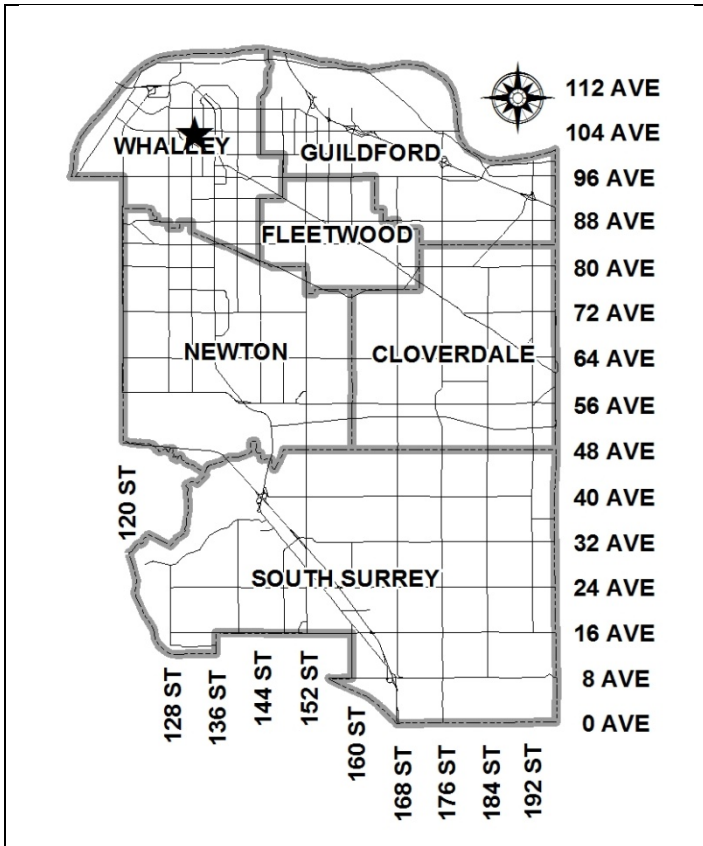 112 AVE
104 AVE
WHALLEY
GUILDFORD
96 AVE
88 AVE
FLEETWOOD
80 AVE
72 AVE
NEWTON
CLOVERDALE
64 AVE
56 AVE
48 AVE
120 ST
40 AVE
32 AVE
SOUTH SURREY
24 AVE
16 AVE
128 ST
136 ST
144 ST
152 ST
160 ST
8 AVE
0 AVE
168 ST
176 ST
184 ST
192 ST